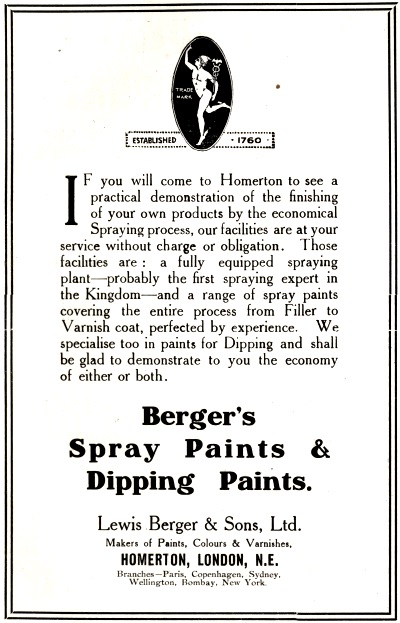 TRADE
MARK
ESTABLISHED · 1760 ·
IF you will come to Homerton to see a
practical demonstration of the finishing
of your own products by the economical
Spraying process, our facilities are at your
service without charge or obligation. Those
facilities are : a fully equipped spraying
plant—probably the first spraying expert in
the Kingdom—and a range of spray paints
covering the entire process from Filler to
Varnish coat, perfected by experience. We
specialise too in paints for Dipping and shall
be glad to demonstrate to you the economy
of either or both.
Berger's
Spray Paints &
Dipping Paints.
Lewis Berger & Sons, Ltd.
Makers of Paints, Colours & Varnishes,
HOMERTON, LONDON, N.E.
Branches—Paris, Copenhagen, Sydney,
Wellington, Bombay, New York.